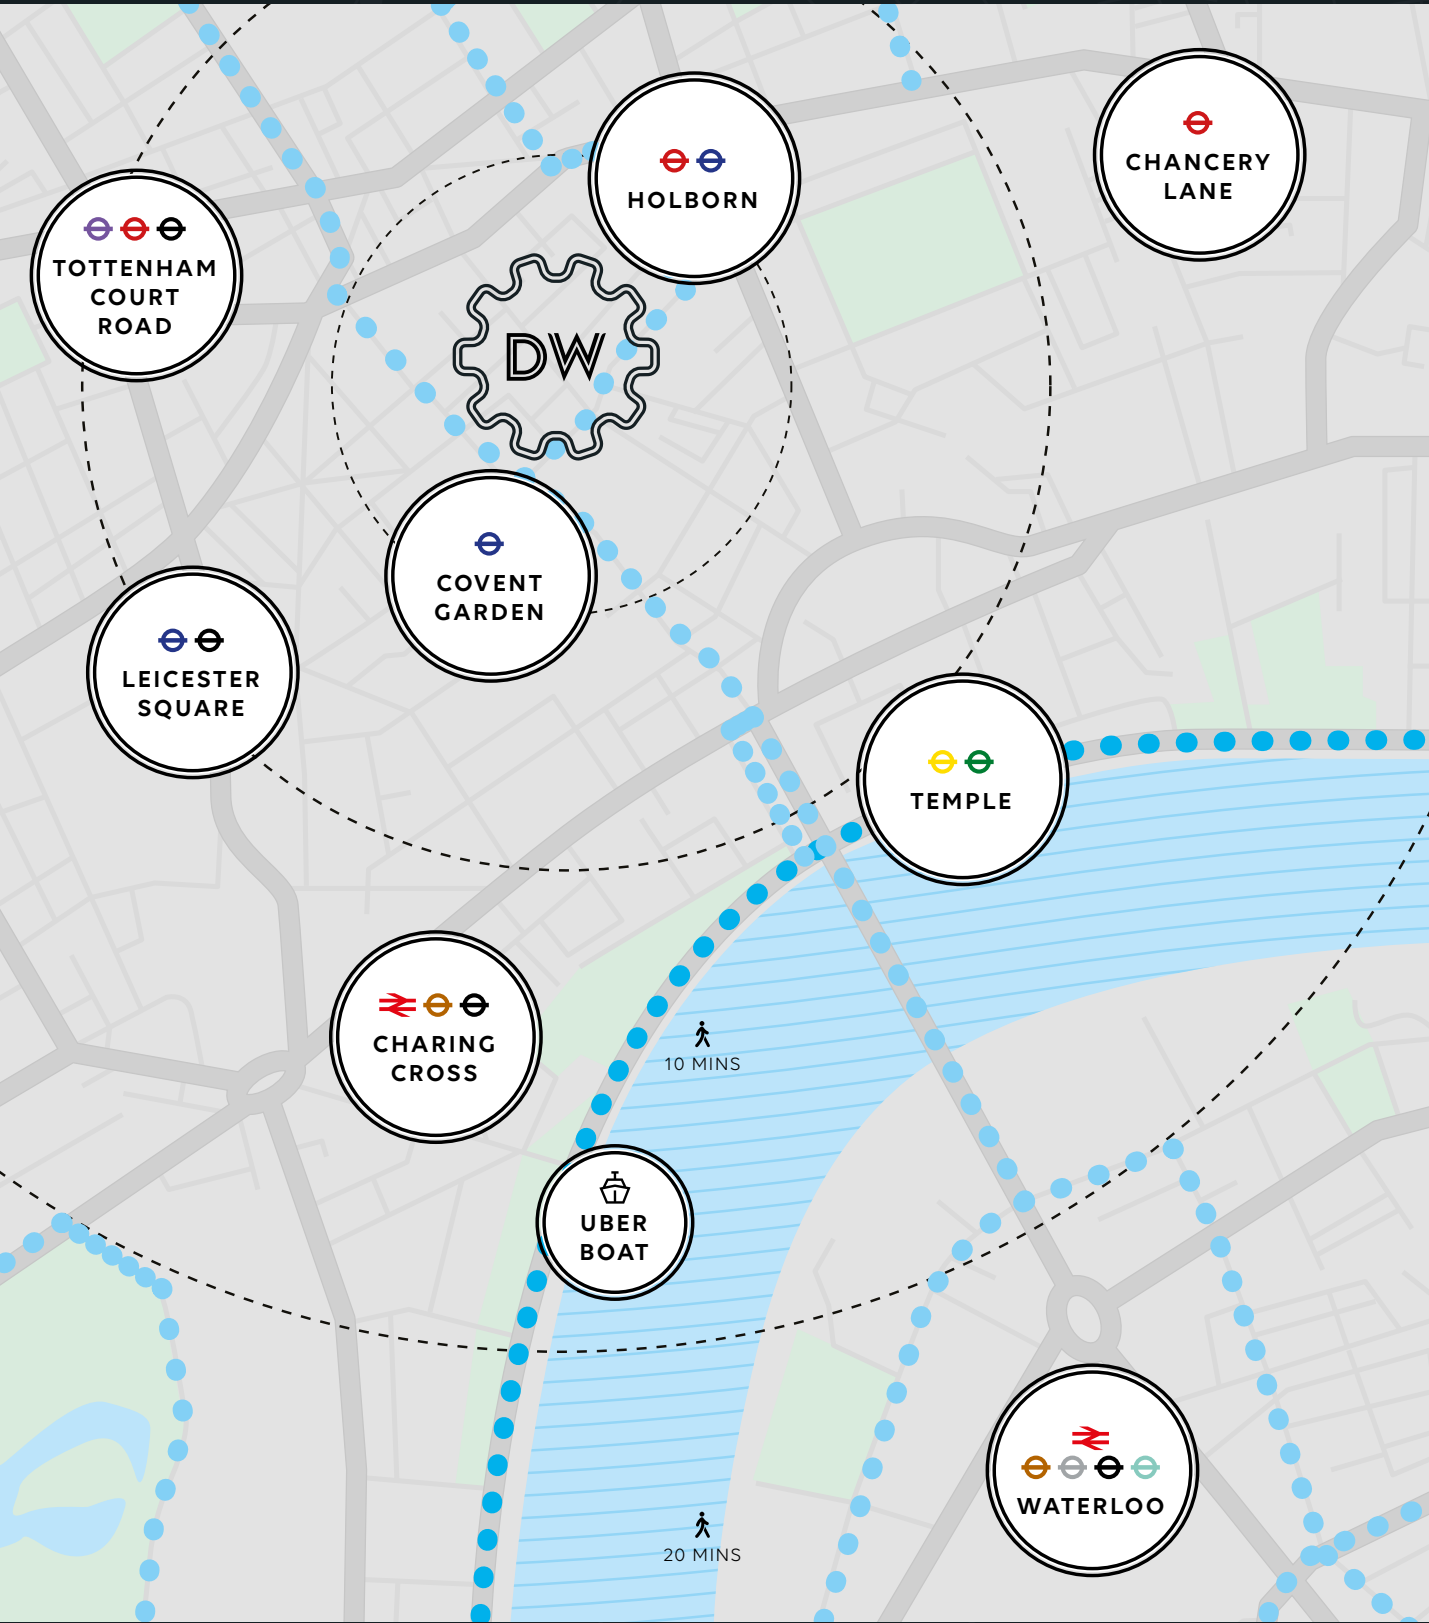 CHANCERY
LANE
HOLBORN
TOTTENHAM
COURT
ROAD
DW
COVENT
GARDEN
LEICESTER
SQUARE
TEMPLE
CHARING
CROSS
10 MINS
UBER
BOAT
WATERLOO
20 MINS